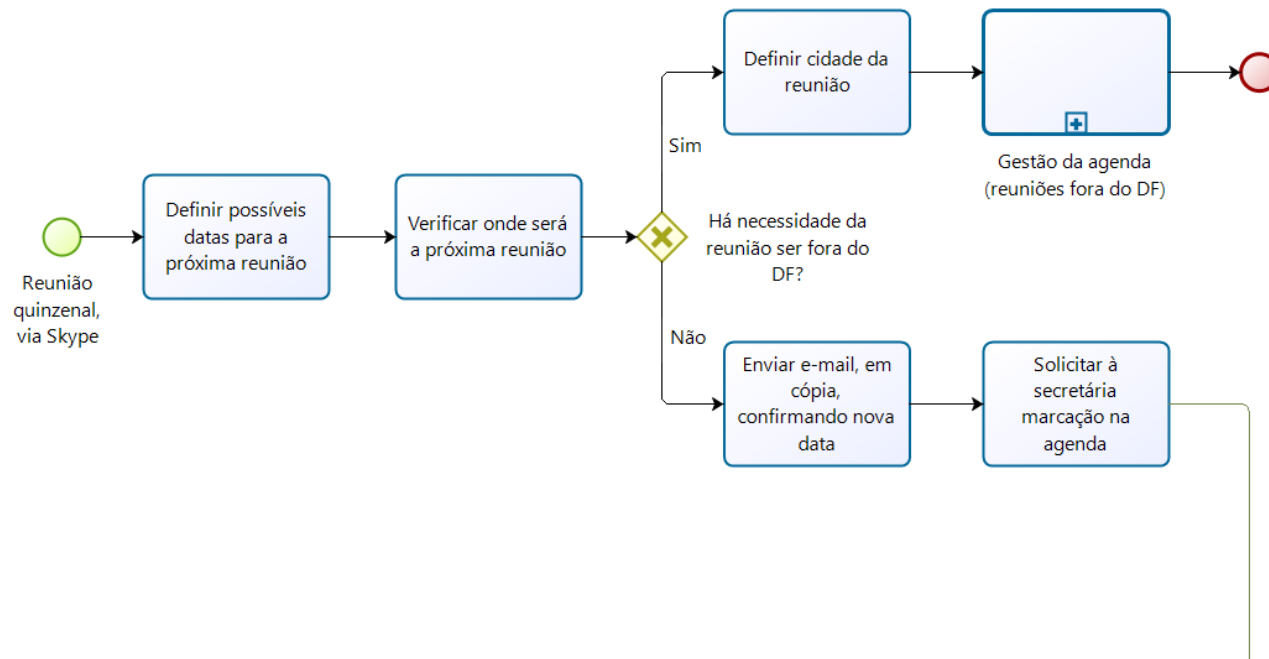 Reunião
quinzenal,
via Skype
Definir possíveis
datas para a
próxima reunião
Verificar onde será
a próxima reunião
Há necessidade da
reunião ser fora do
DF?
Sim
Definir cidade da
reunião
Gestão da agenda
(reuniões fora do DF)
Não
Enviar e-mail, em
cópia,
confirmando nova
data
Solicitar à
secretária
marcação na
agenda